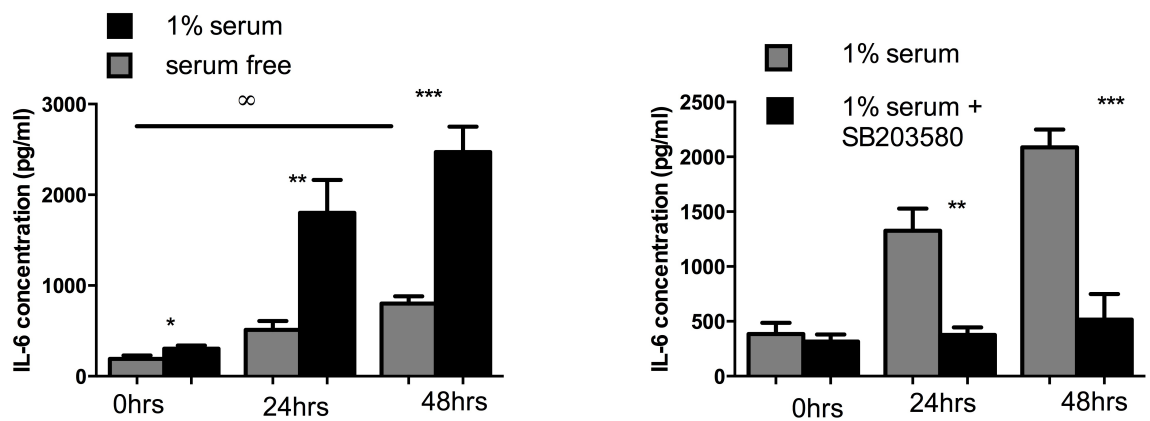 1% serum
serum free
∞
***
**
*
IL-6 concentration (pg/ml)
3000
2000
1000
0
0hrs 24hrs 48hrs
1% serum
1% serum +
SB203580
***
**
IL-6 concentration (pg/ml)
2500
2000
1500
1000
500
0
0hrs 24hrs 48hrs